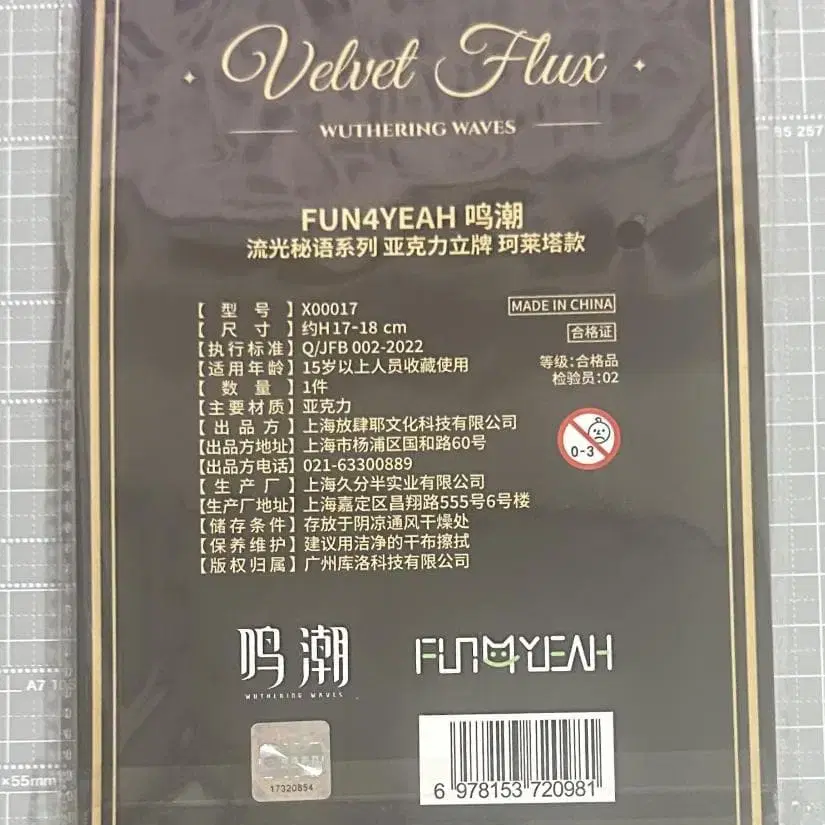 Velvet Flux
WUTHERING WAVES
FUN4YEAH 鸣潮
流光秘语系列 亚克力立牌 珂莱塔款
【型号】X00017
【尺寸】约H17-18 cm
【执行标准】Q/JFB 002-2022
【适用年龄】15岁以上人员收藏使用
【数量】1件
【主要材质】亚克力
【出品方】上海放肆耶文化科技有限公司
【出品方地址】上海市杨浦区国和路60号
【出品方电话】021-63300889
【生产厂】上海久分半实业有限公司
【生产厂地址】上海嘉定区昌翔路555号6号楼
【储存条件】存放于阴凉通风干燥处
【保养维护】建议用洁净的干布擦拭
【版权归属】广州库洛科技有限公司
MADE IN CHINA
合格证
等级:合格品
检验员:02
0-3
鸣潮
WUTHERING WAVES
FUN4YEAH
17320854
6 978153 720981
B5 257
×55mm